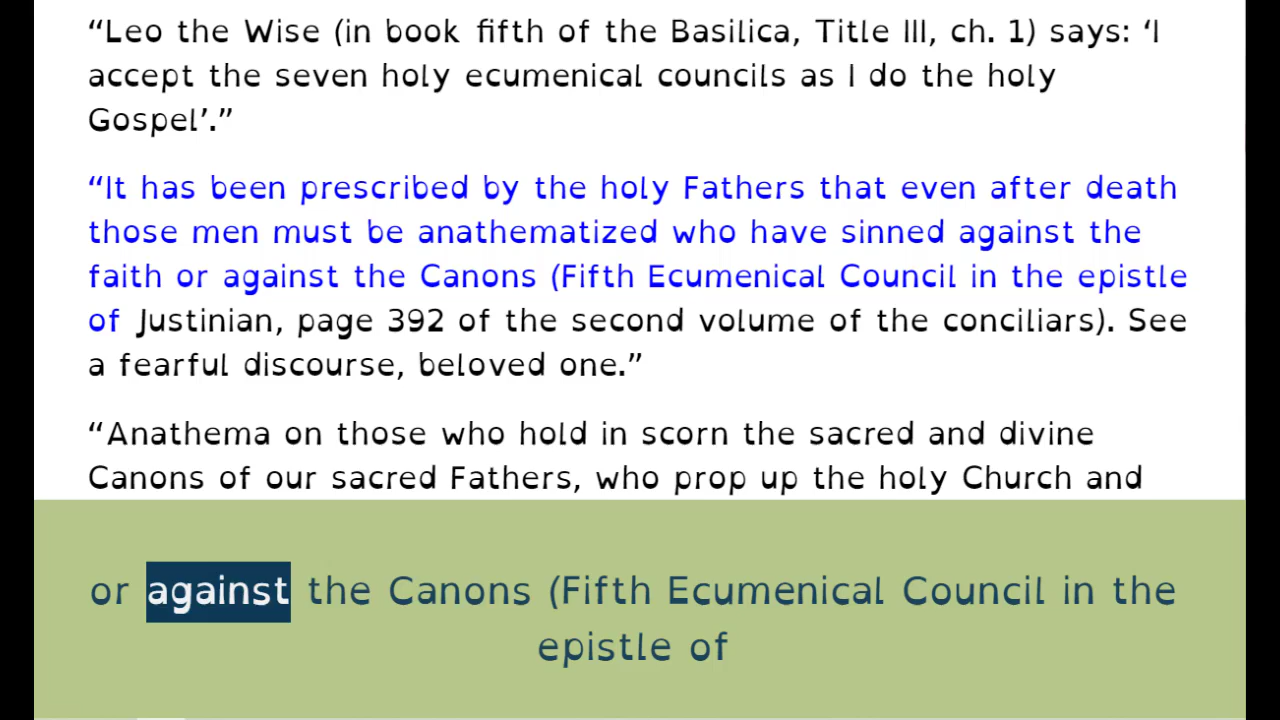 “Leo the Wise (in book fifth of the Basilica, Title III, ch. 1) says: ‘I
accept the seven holy ecumenical councils as I do the holy
Gospel’.”
“It has been prescribed by the holy Fathers that even after death
those men must be anathematized who have sinned against the
faith or against the Canons (Fifth Ecumenical Council in the epistle
of Justinian, page 392 of the second volume of the conciliars). See
a fearful discourse, beloved one.”
“Anathema on those who hold in scorn the sacred and divine
Canons of our sacred Fathers, who prop up the holy Church and
or against the Canons (Fifth Ecumenical Council in the
epistle of